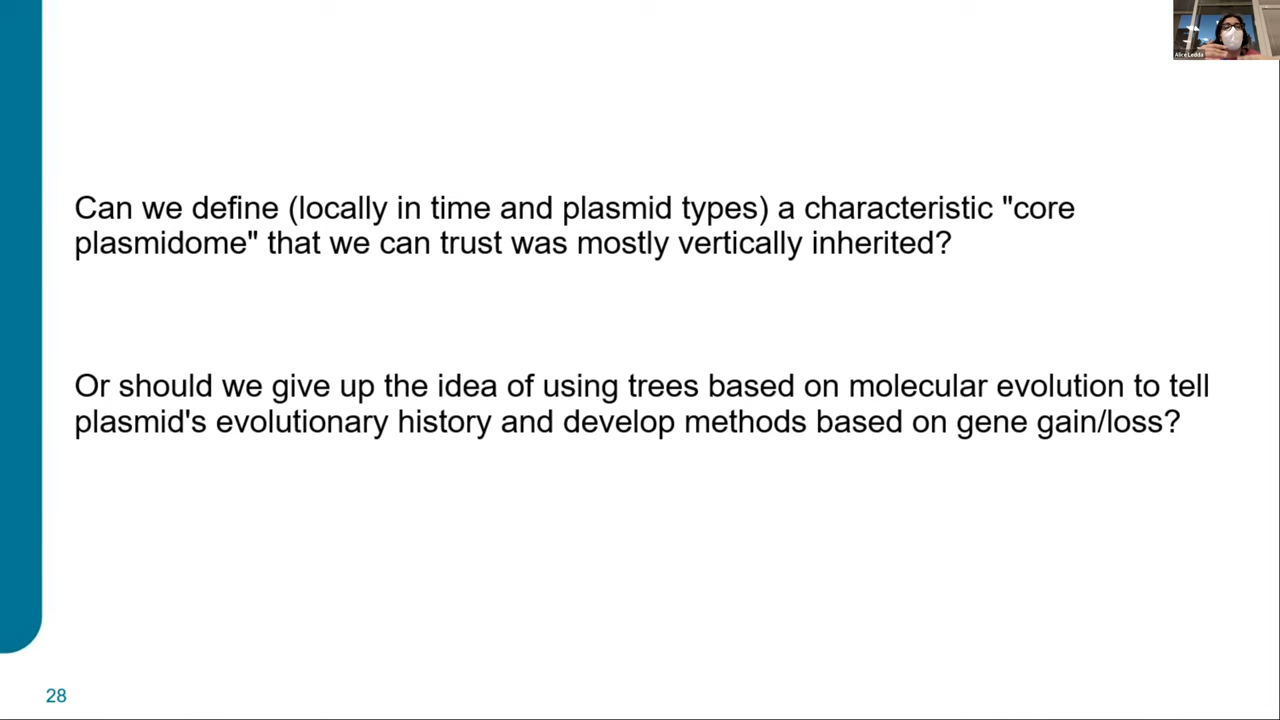 Alice Ledda
Can we define (locally in time and plasmid types) a characteristic "core
plasmidome" that we can trust was mostly vertically inherited?
Or should we give up the idea of using trees based on molecular evolution to tell
plasmid's evolutionary history and develop methods based on gene gain/loss?
28